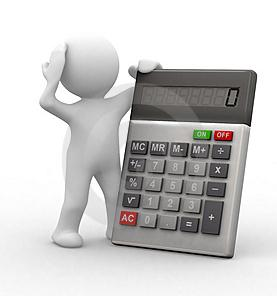 0
ON OFF
MC MR M- M+ ÷
+/- 7 8 9 x
% 4 5 6 -
√ 1 2 3 +
AC 0 . =